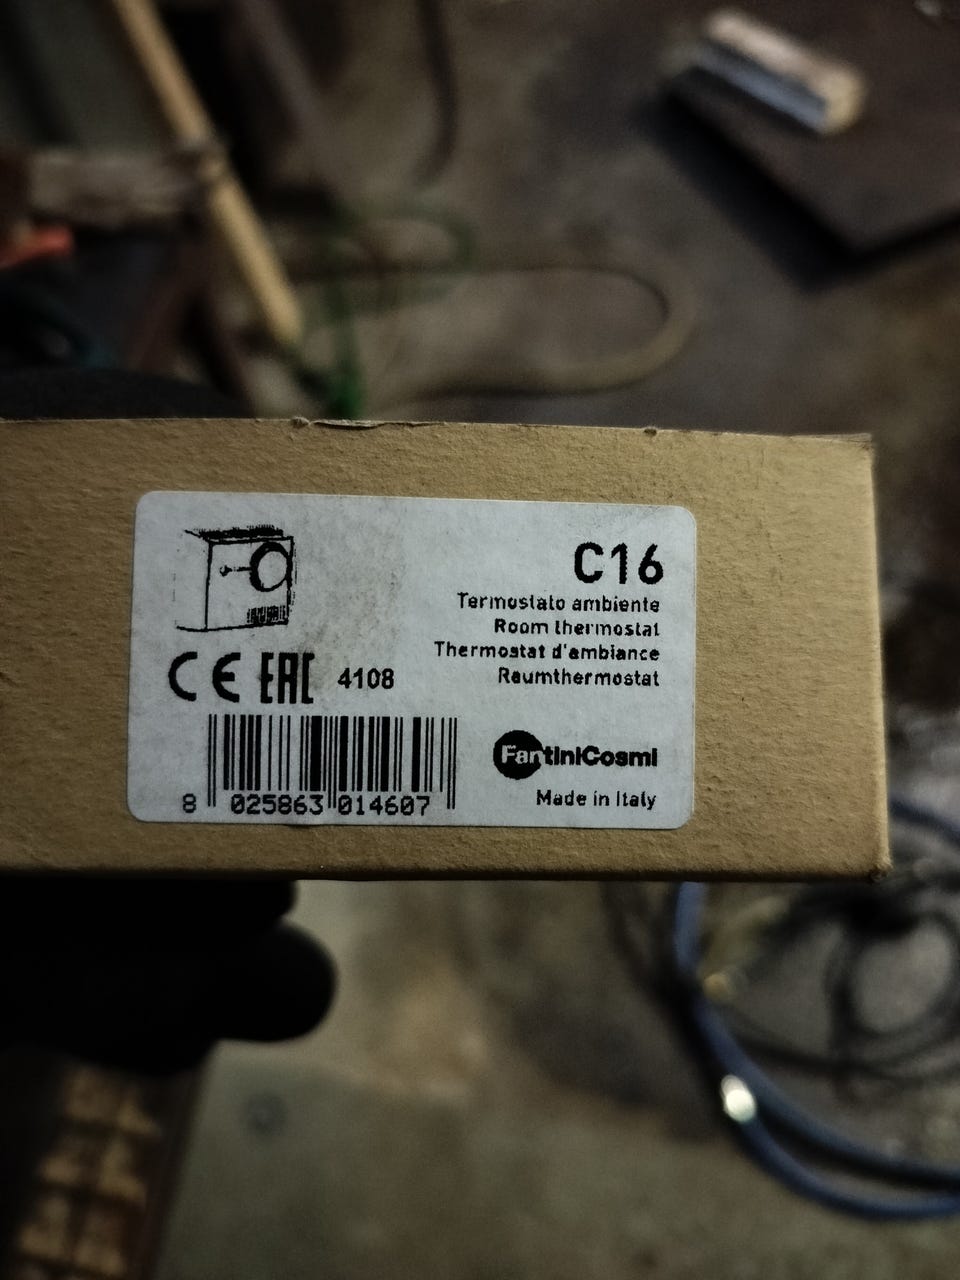 C16
Termostato ambiente
Room thermostat
Thermostat d'ambiance
Raumthermostat
CE EAC 4108
FantiniCosmi
8 025863 014607
Made in Italy